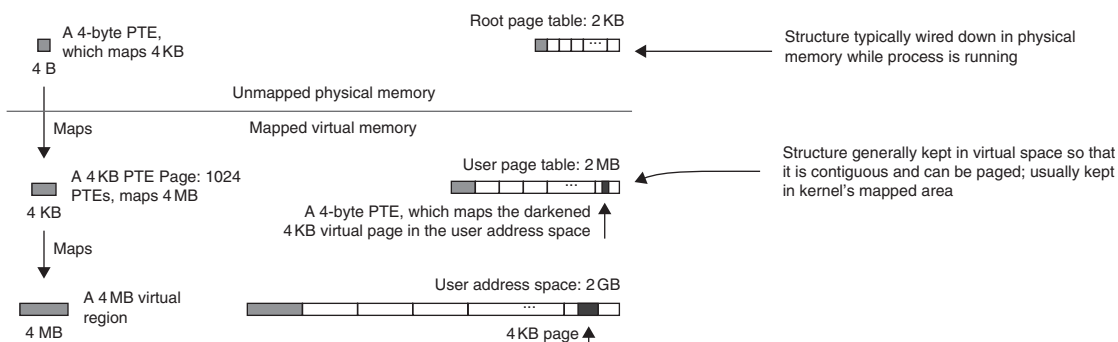 A 4-byte PTE,
which maps 4 KB
4 B
Root page table: 2 KB
...
Structure typically wired down in physical
memory while process is running
Unmapped physical memory
Mapped virtual memory
Maps
A 4 KB PTE Page: 1024
PTEs, maps 4 MB
4 KB
User page table: 2 MB
...
Structure generally kept in virtual space so that
it is contiguous and can be paged; usually kept
in kernel's mapped area
A 4-byte PTE, which maps the darkened
4 KB virtual page in the user address space
Maps
A 4 MB virtual
region
4 MB
User address space: 2 GB
...
4 KB page